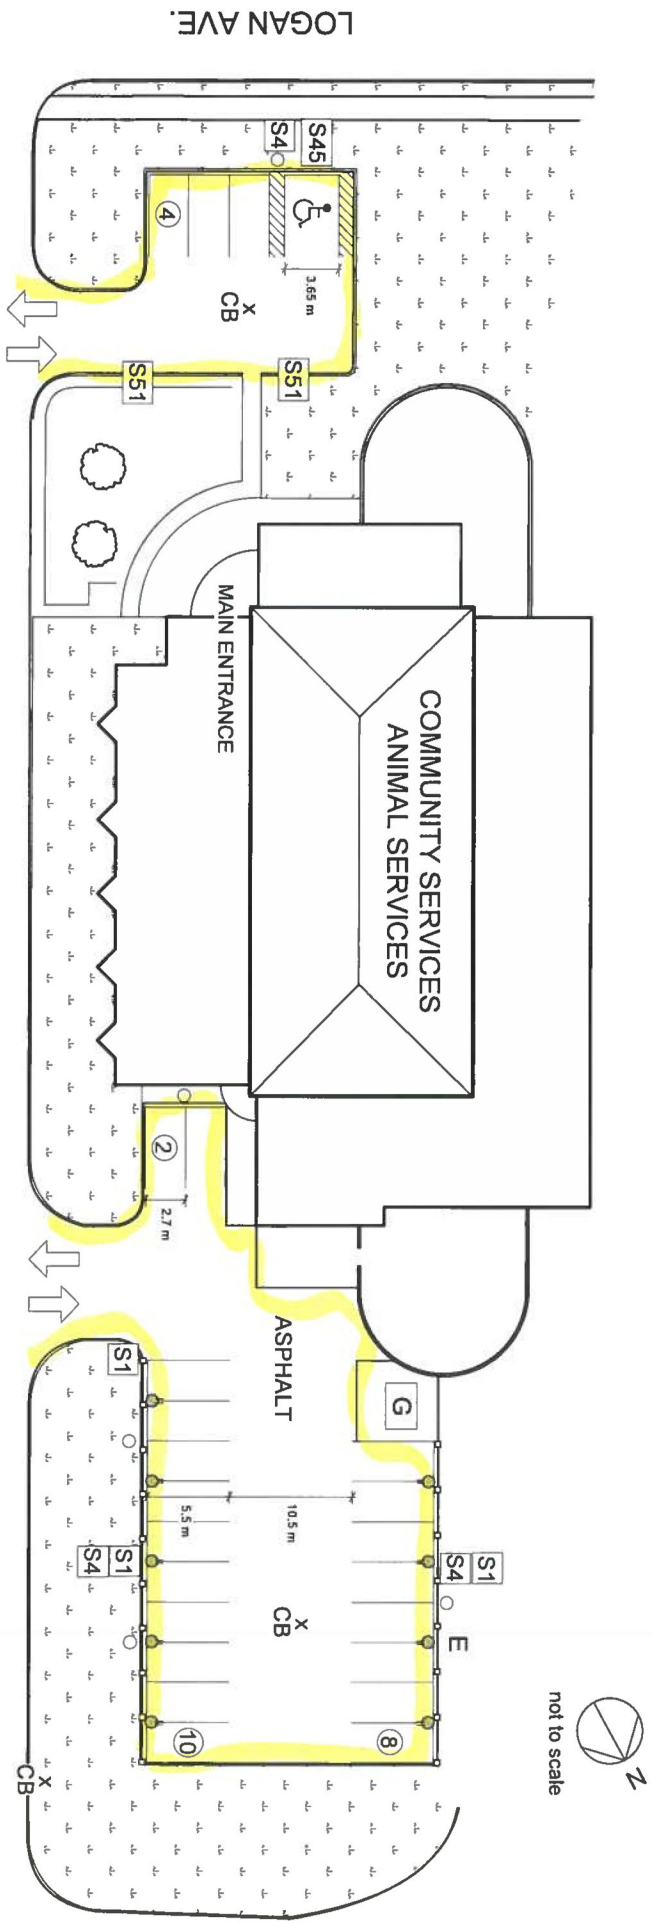 LOGAN AVE.
S4
S45
4
3.65 m
x
CB
S51
S51
MAIN ENTRANCE
COMMUNITY SERVICES
ANIMAL SERVICES
2
2.7 m
ASPHALT
G
S1
5.5 m
10.5 m
S4
S1
S4
S1
E
x
CB
10
8
x
CB
N
not to scale